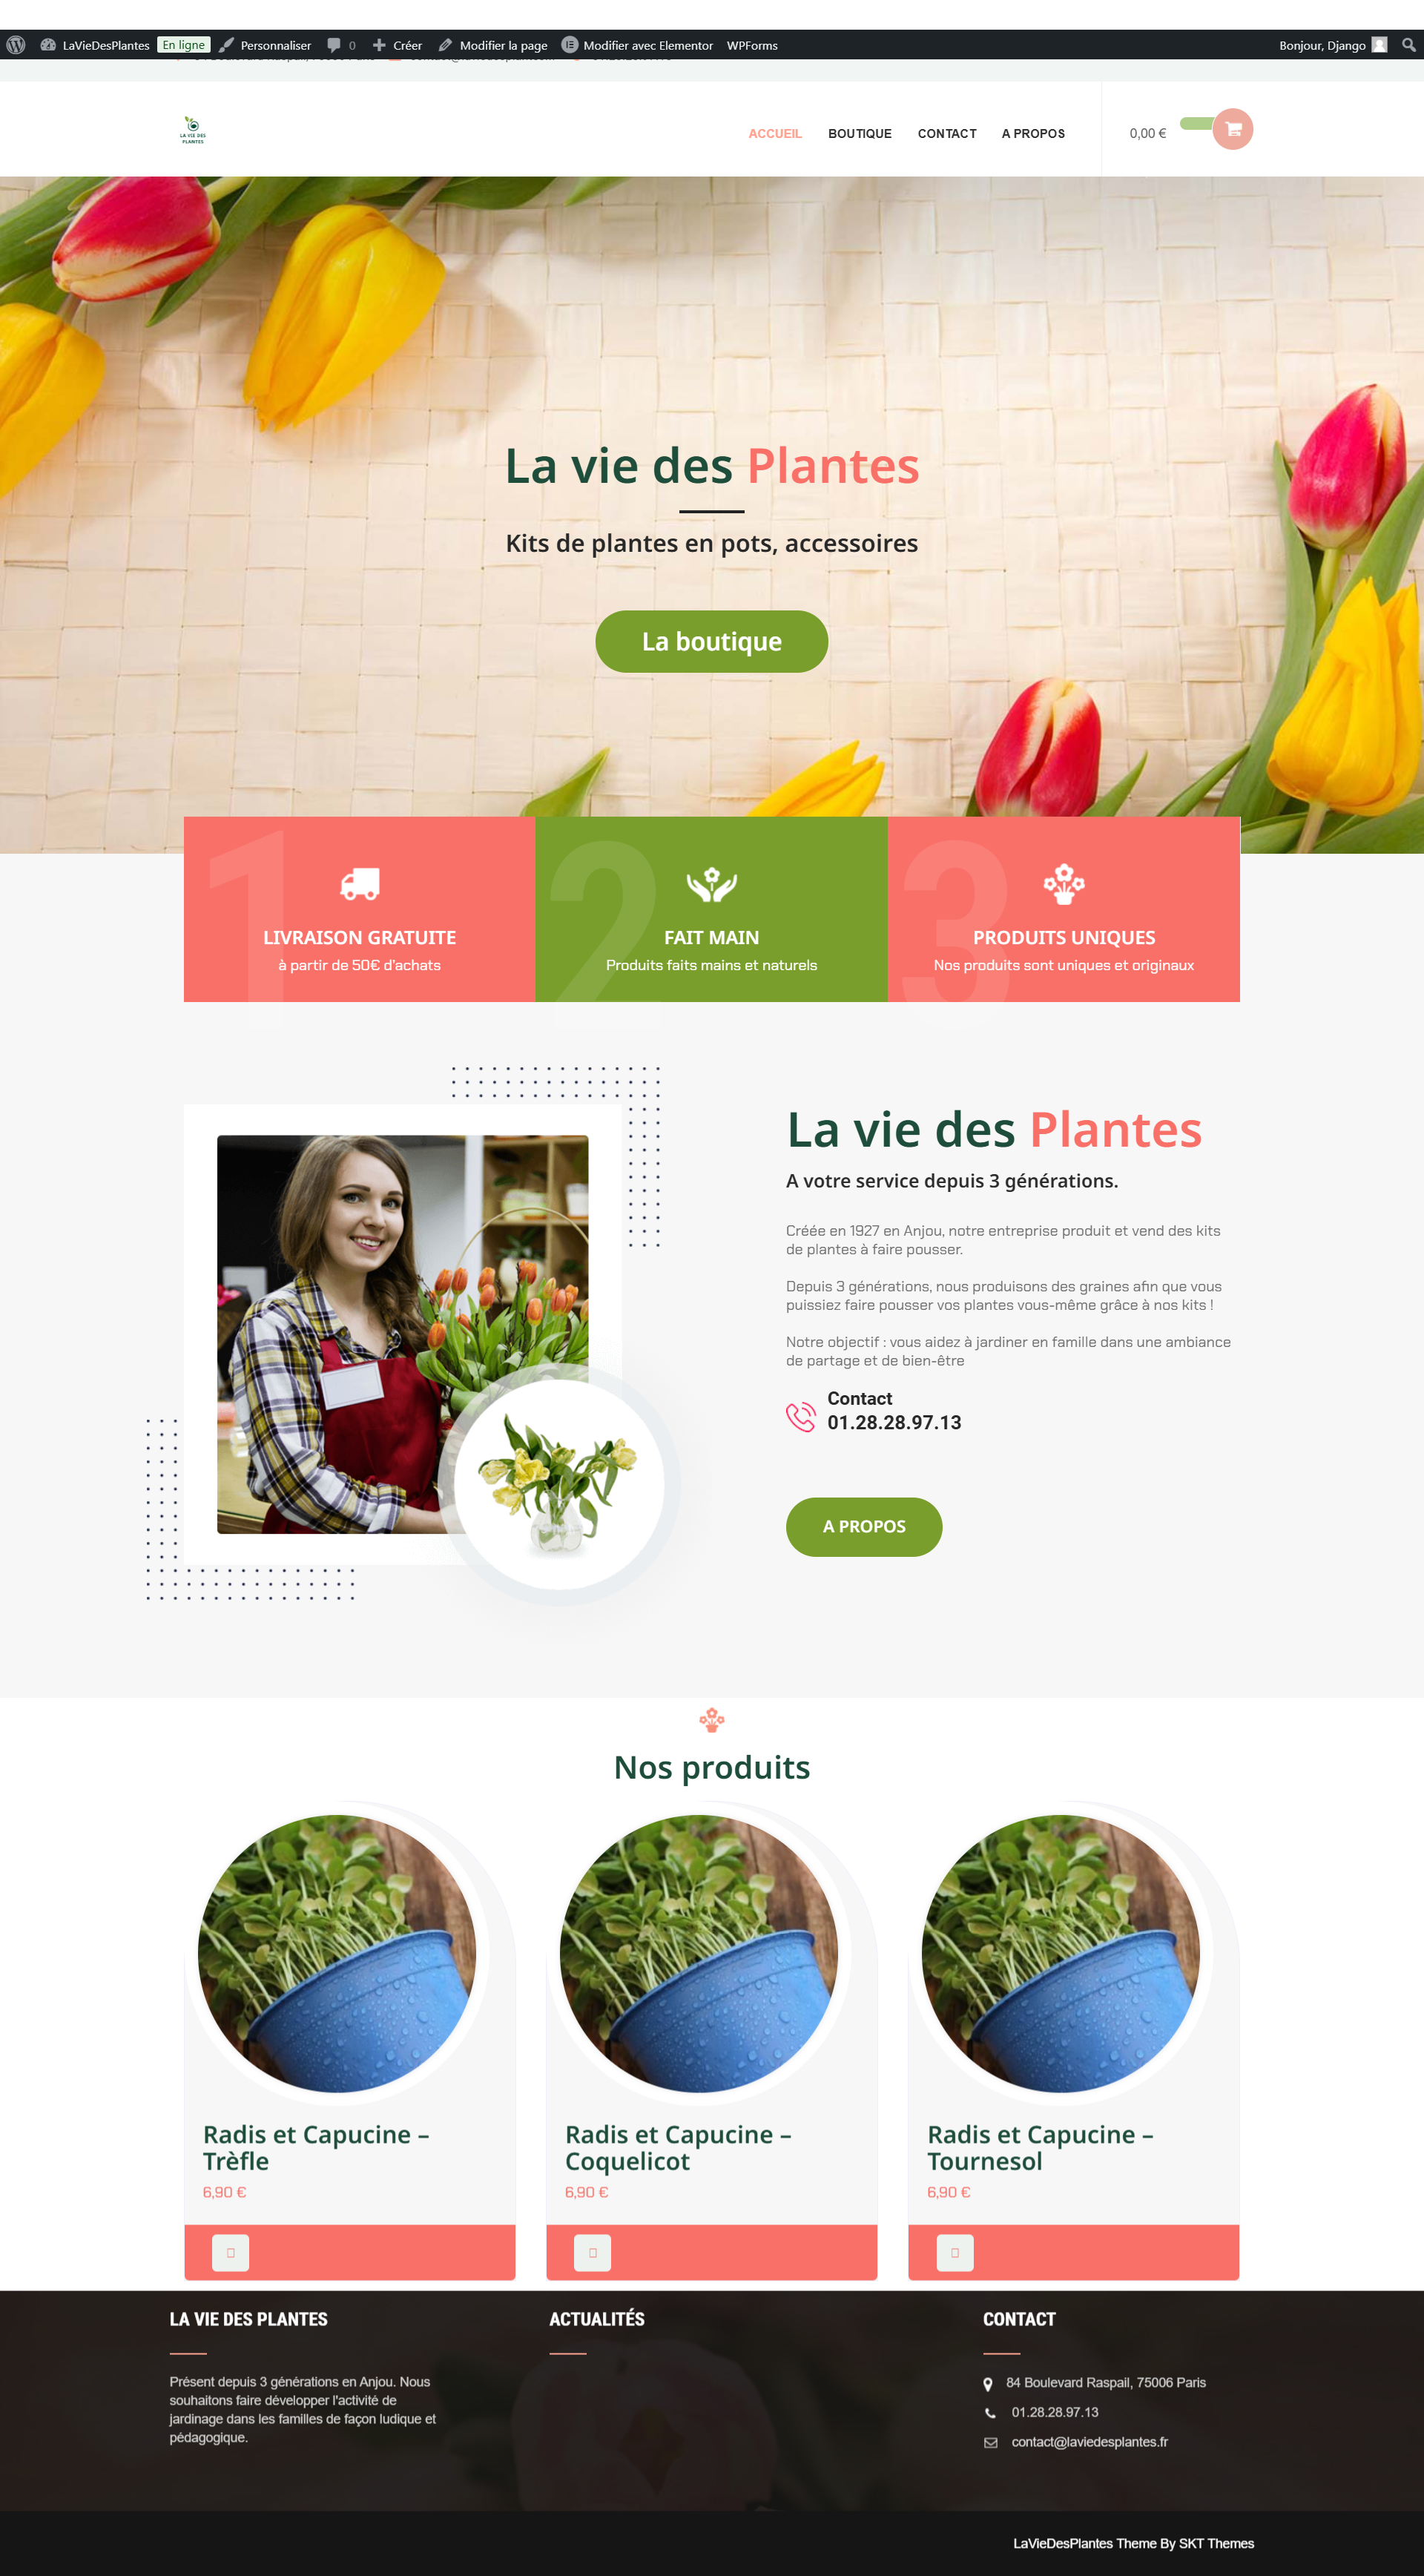 LaVieDesPlantes En ligne Personnaliser 0 Créer Modifier la page Modifier avec Elementor WPForms Bonjour, Django
LA VIE DES
PLANTES
ACCUEIL BOUTIQUE CONTACT A PROPOS 0,00 €
La vie des Plantes
Kits de plantes en pots, accessoires
La boutique
1 2 3
LIVRAISON GRATUITE
à partir de 50€ d'achats
FAIT MAIN
Produits faits mains et naturels
PRODUITS UNIQUES
Nos produits sont uniques et originaux
La vie des Plantes
A votre service depuis 3 générations.
Créée en 1927 en Anjou, notre entreprise produit et vend des kits
de plantes à faire pousser.
Depuis 3 générations, nous produisons des graines afin que vous
puissiez faire pousser vos plantes vous-même grâce à nos kits !
Notre objectif : vous aidez à jardiner en famille dans une ambiance
de partage et de bien-être
Contact
01.28.28.97.13
A PROPOS
Nos produits
Radis et Capucine –
Trèfle
6,90 €
Radis et Capucine –
Coquelicot
6,90 €
Radis et Capucine –
Tournesol
6,90 €
LA VIE DES PLANTES
Présent depuis 3 générations en Anjou. Nous
souhaitons faire développer l'activité de
jardinage dans les familles de façon ludique et
pédagogique.
ACTUALITÉS
CONTACT
84 Boulevard Raspail, 75006 Paris
01.28.28.97.13
contact@laviedesplantes.fr
LaVieDesPlantes Theme By SKT Themes